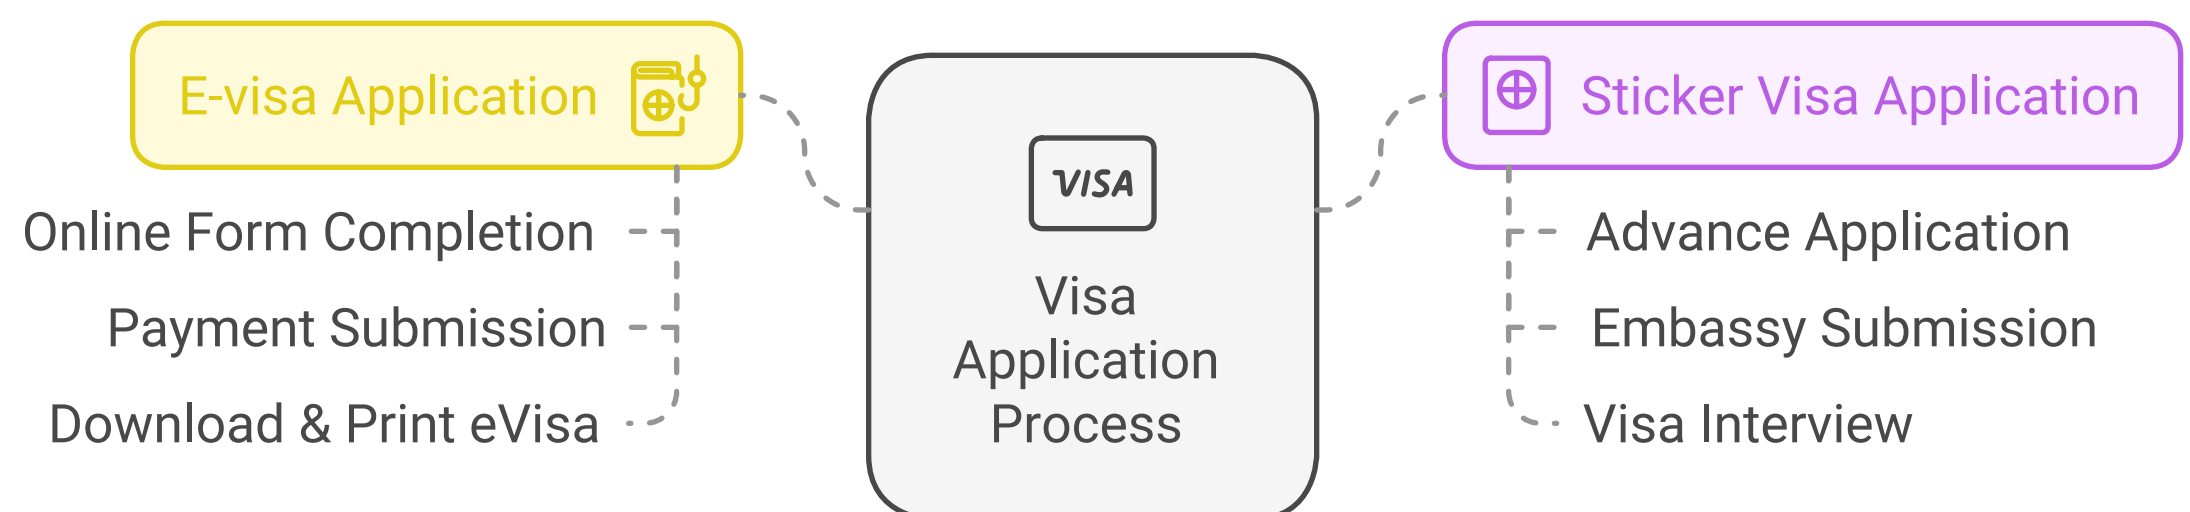 E-visa Application
Online Form Completion
Payment Submission
Download & Print eVisa
VISA
Visa
Application
Process
Sticker Visa Application
Advance Application
Embassy Submission
Visa Interview